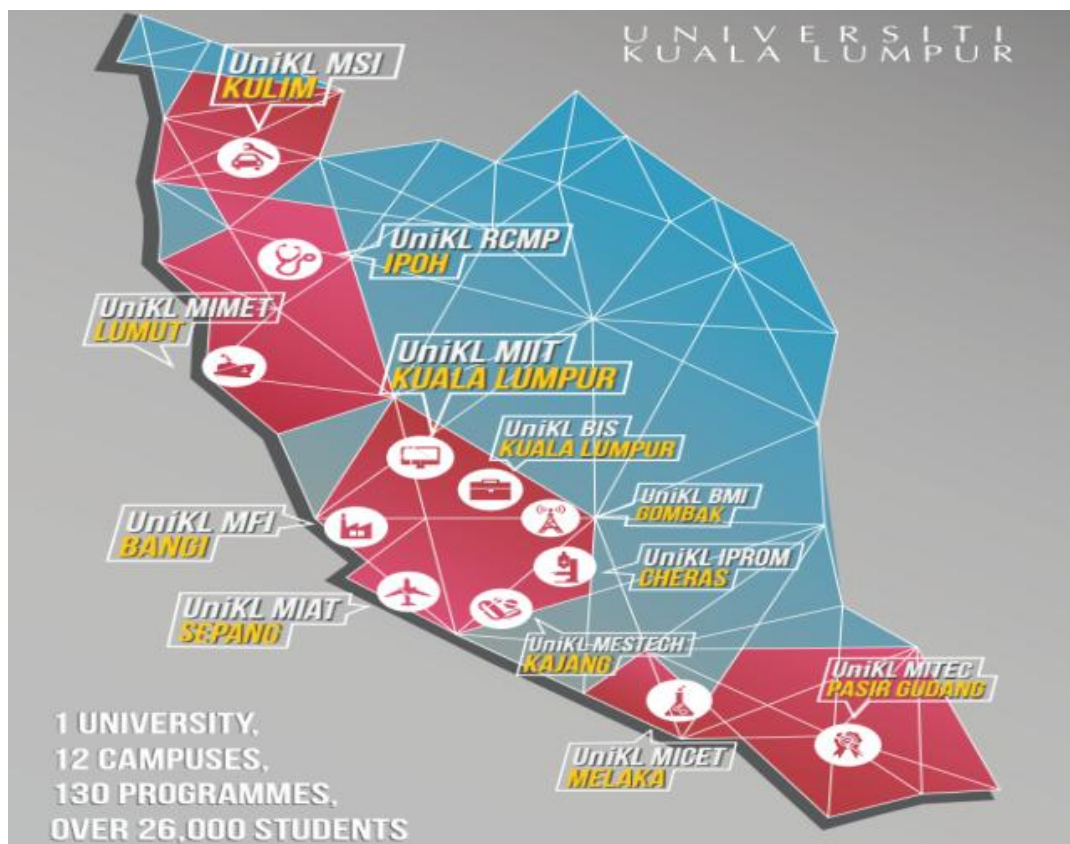 UNIVERSITI
KUALA LUMPUR
UniKL MSI
KULIM
UniKL RCMP
IPOH
UniKL MIMET
LUMUT
UniKL MIIT
KUALA LUMPUR
UniKL BIS
KUALA LUMPUR
UniKL BMI
GOMBAK
UniKL MFI
BANGI
UniKL IPROM
CHERAS
UniKL MIAT
SEPANG
UniKL MESTECH
KAJANG
UniKL MITEC
PASIR GUDANG
UniKL MICET
MELAKA
1 UNIVERSITY,
12 CAMPUSES,
130 PROGRAMMES,
OVER 26,000 STUDENTS